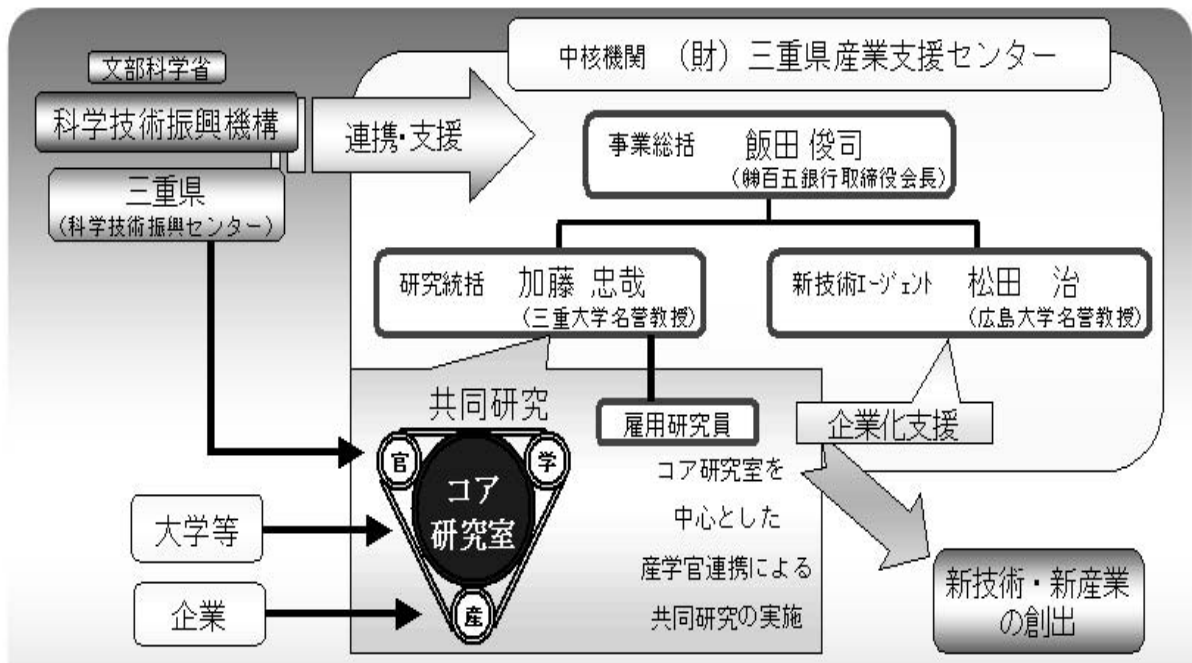 文部科学省
科学技術振興機構
三重県
(科学技術振興センター)
連携・支援
中核機関 (財)三重県産業支援センター
事業総括 飯田 俊司
(㈱百五銀行取締役会長)
研究統括 加藤 忠哉
(三重大学名誉教授)
新技術ｴｰｼﾞｪﾝﾄ 松田 治
(広島大学名誉教授)
共同研究
雇用研究員
企業化支援
官
学
コア
研究室
産
大学等
企業
コア研究室を
中心とした
産学官連携による
共同研究の実施
新技術・新産業
の創出